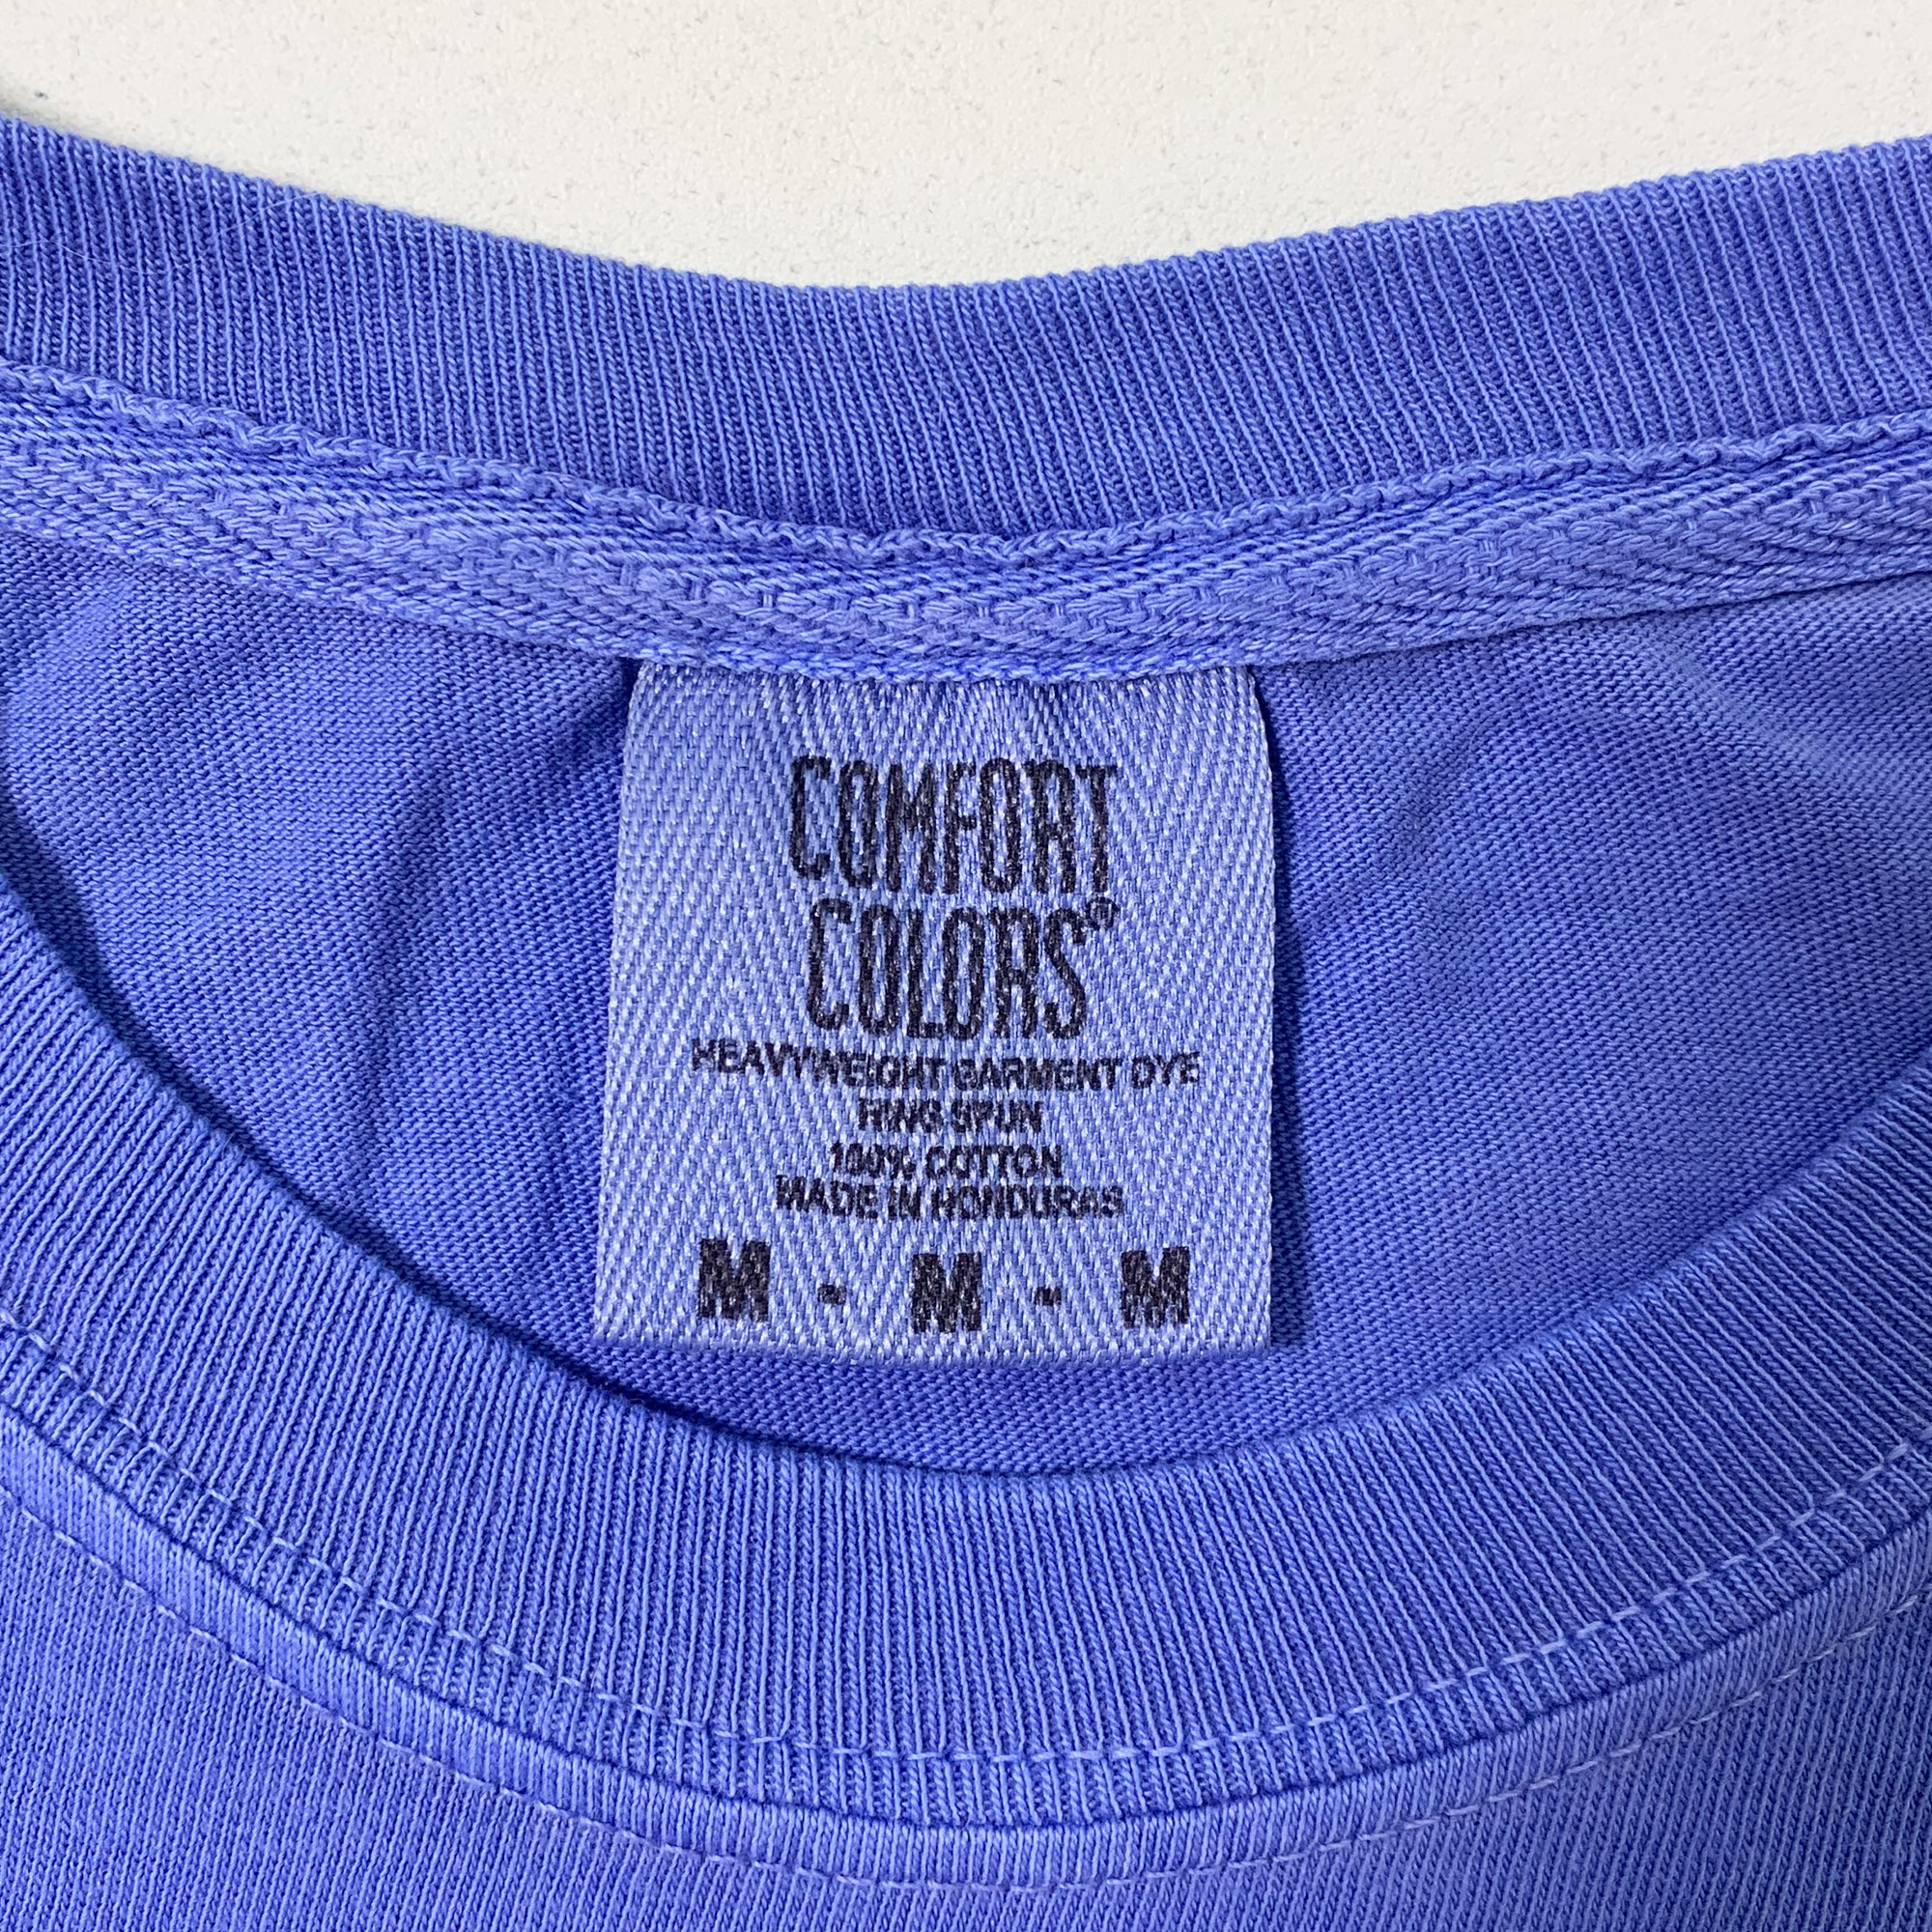 COMFORT
COLORS®
HEAVYWEIGHT GARMENT DYE
RING SPUN
100% COTTON
MADE IN HONDURAS
M - M - M